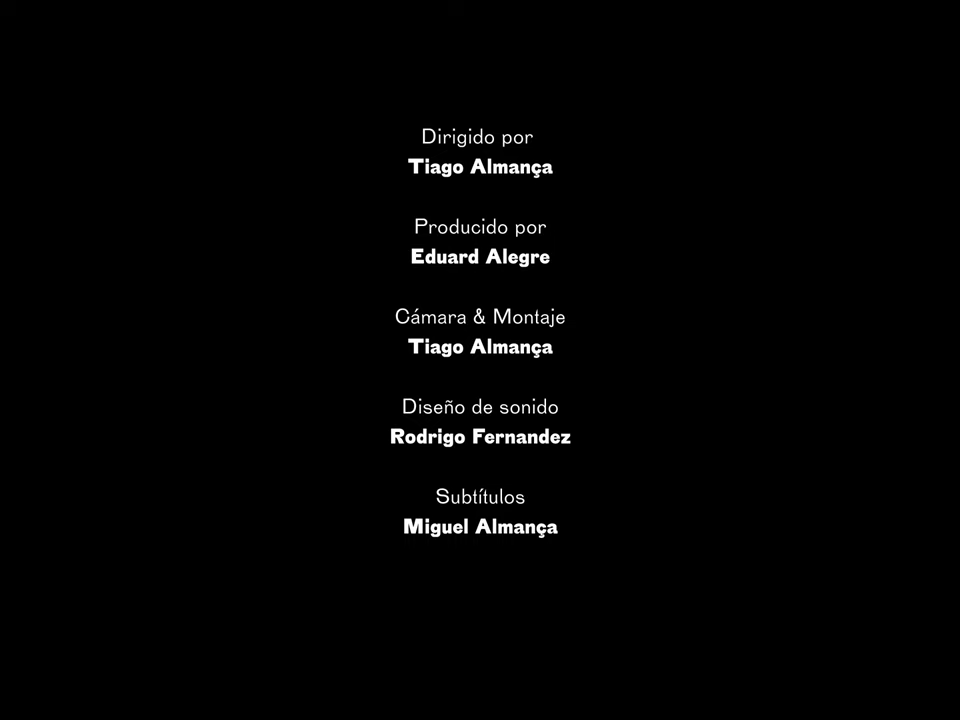 Dirigido por
Tiago Almança
Producido por
Eduard Alegre
Cámara & Montaje
Tiago Almança
Diseño de sonido
Rodrigo Fernandez
Subtítulos
Miguel Almança